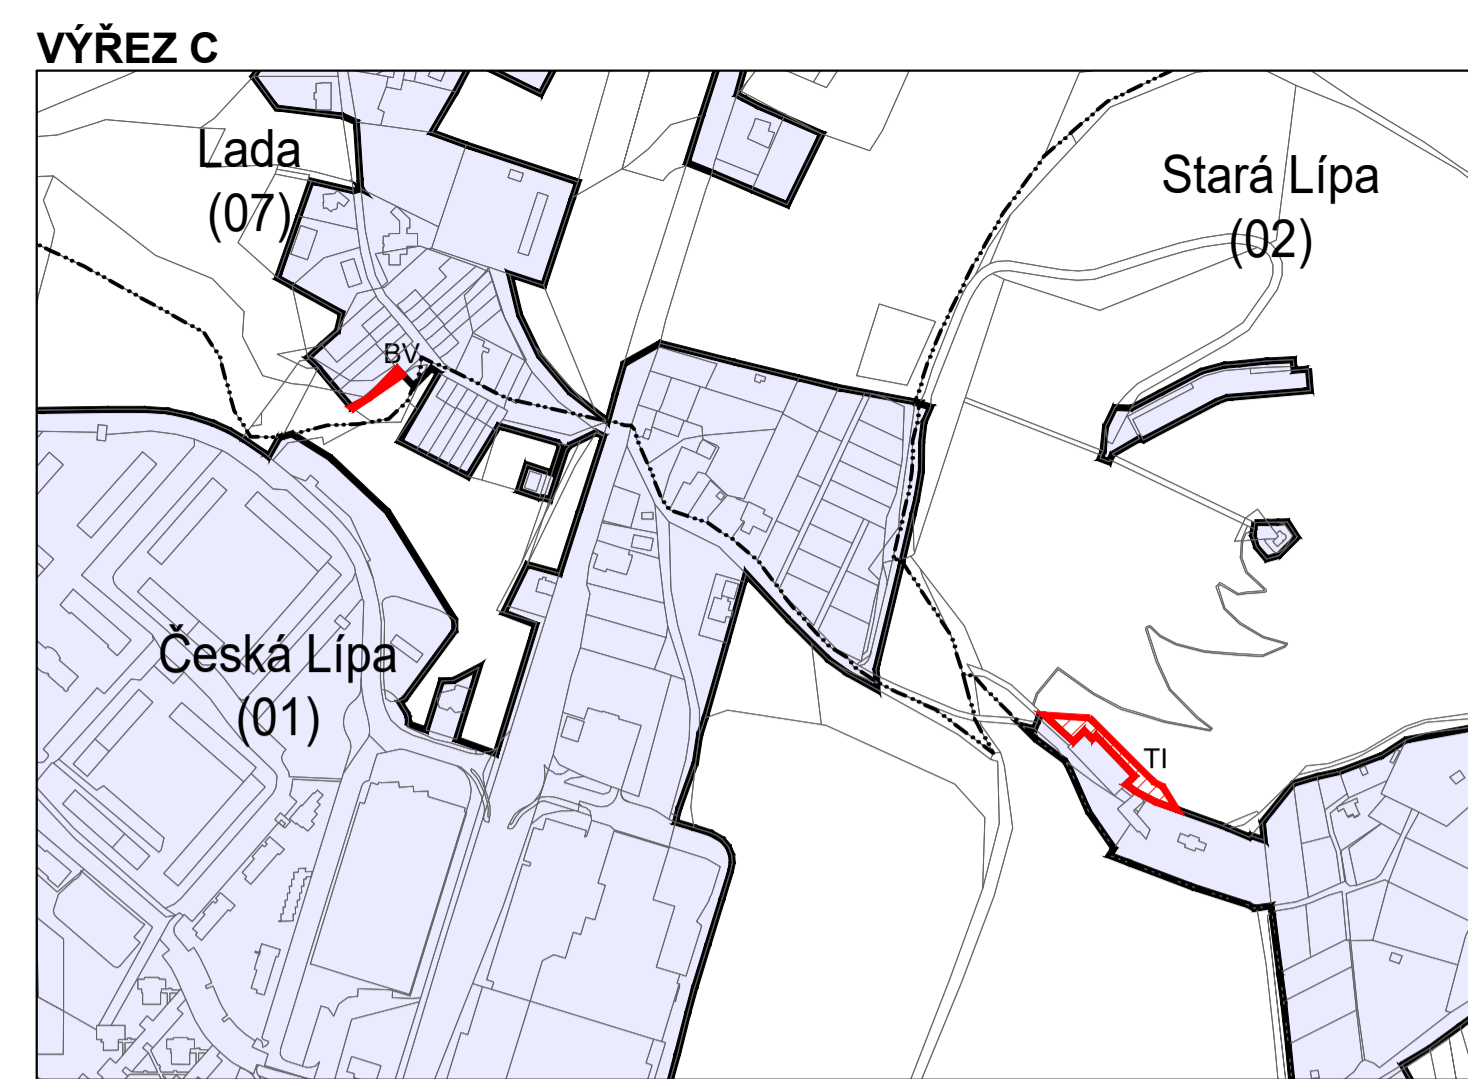 VÝŘEZ C
Lada
(07)
Stará Lípa
(02)
BV
Česká Lípa
(01)
TI